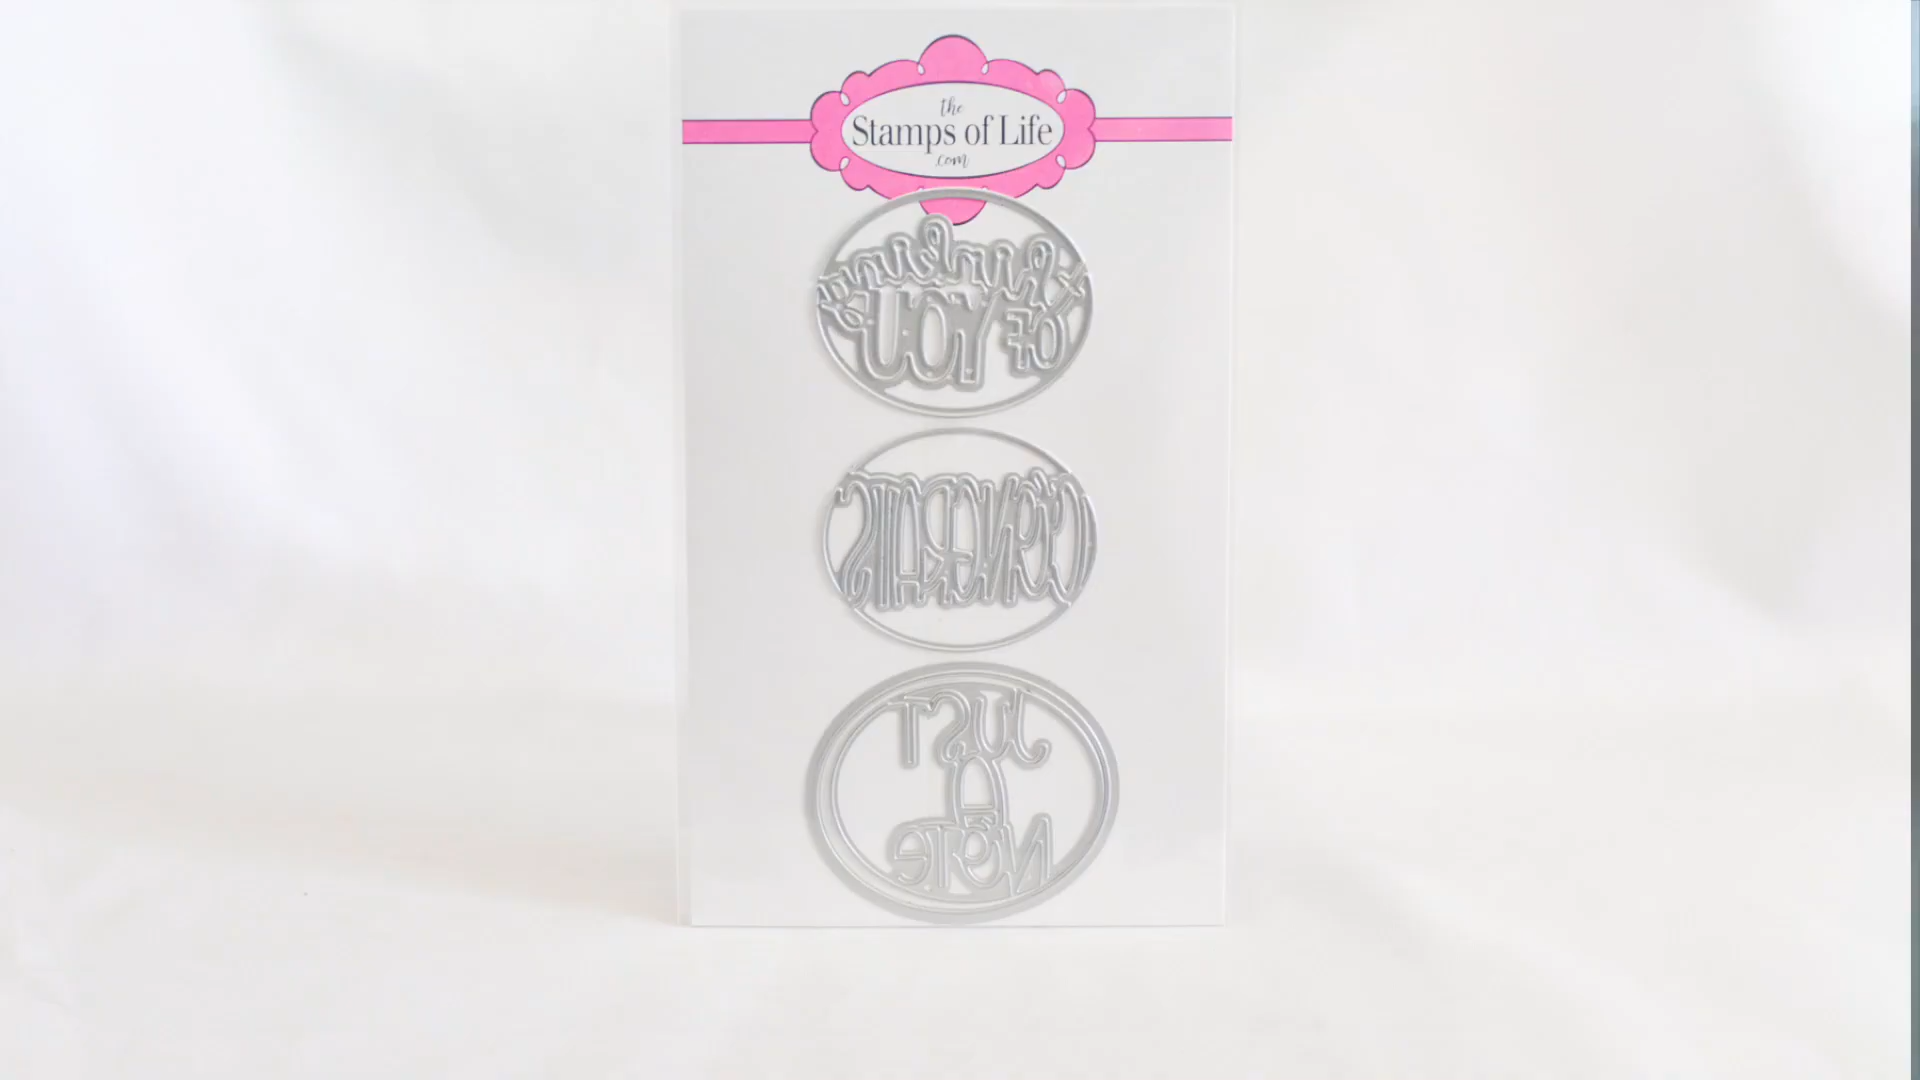 the
Stamps of Life
.com
thinking
OF YOU
CONGRATS
JUST
A
NOTE